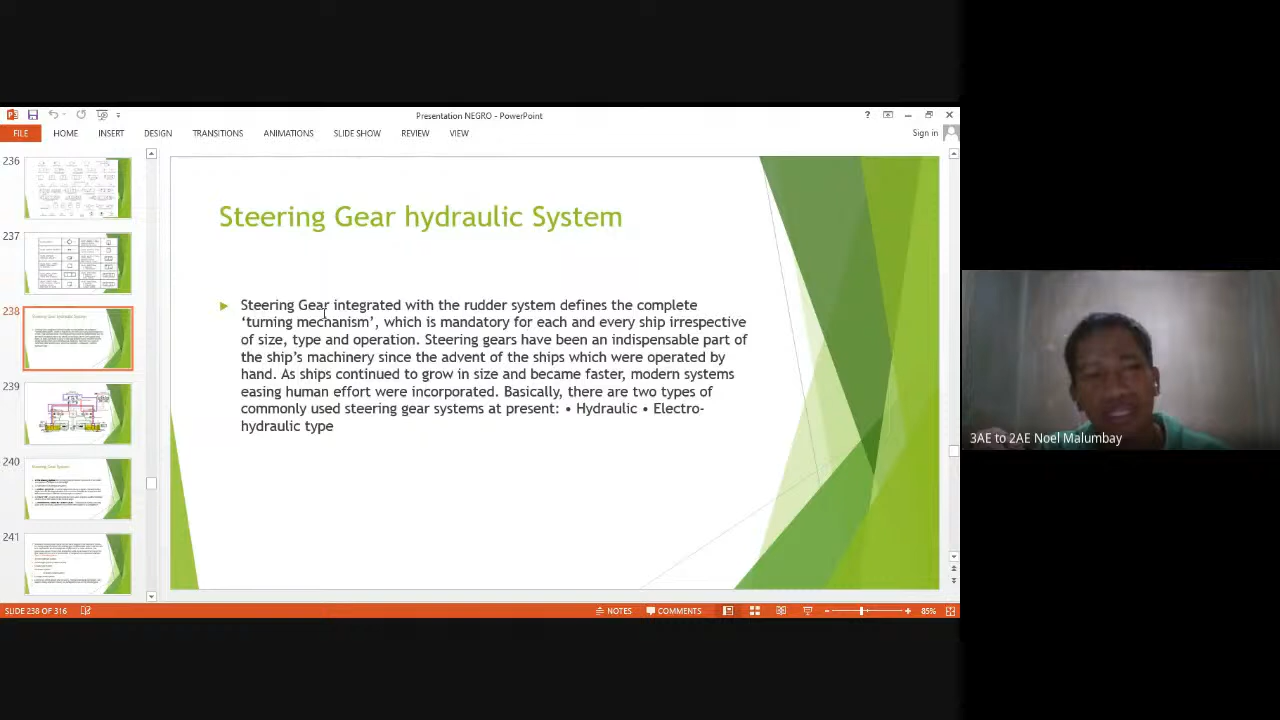 Presentation NEGRO - PowerPoint
?
FILE HOME INSERT DESIGN TRANSITIONS ANIMATIONS SLIDE SHOW REVIEW VIEW
Sign in
236
237
238
239
240
Steering Gear System
241
Steering Gear hydraulic System
Steering Gear integrated with the rudder system defines the complete
‘turning mechanism’, which is mandatory for each and every ship irrespective
of size, type and operation. Steering gears have been an indispensable part of
the ship’s machinery since the advent of the ships which were operated by
hand. As ships continued to grow in size and became faster, modern systems
easing human effort were incorporated. Basically, there are two types of
commonly used steering gear systems at present: • Hydraulic • Electro-
hydraulic type
3AE to 2AE Noel Malumbay
SLIDE 238 OF 316
NOTES COMMENTS 85%